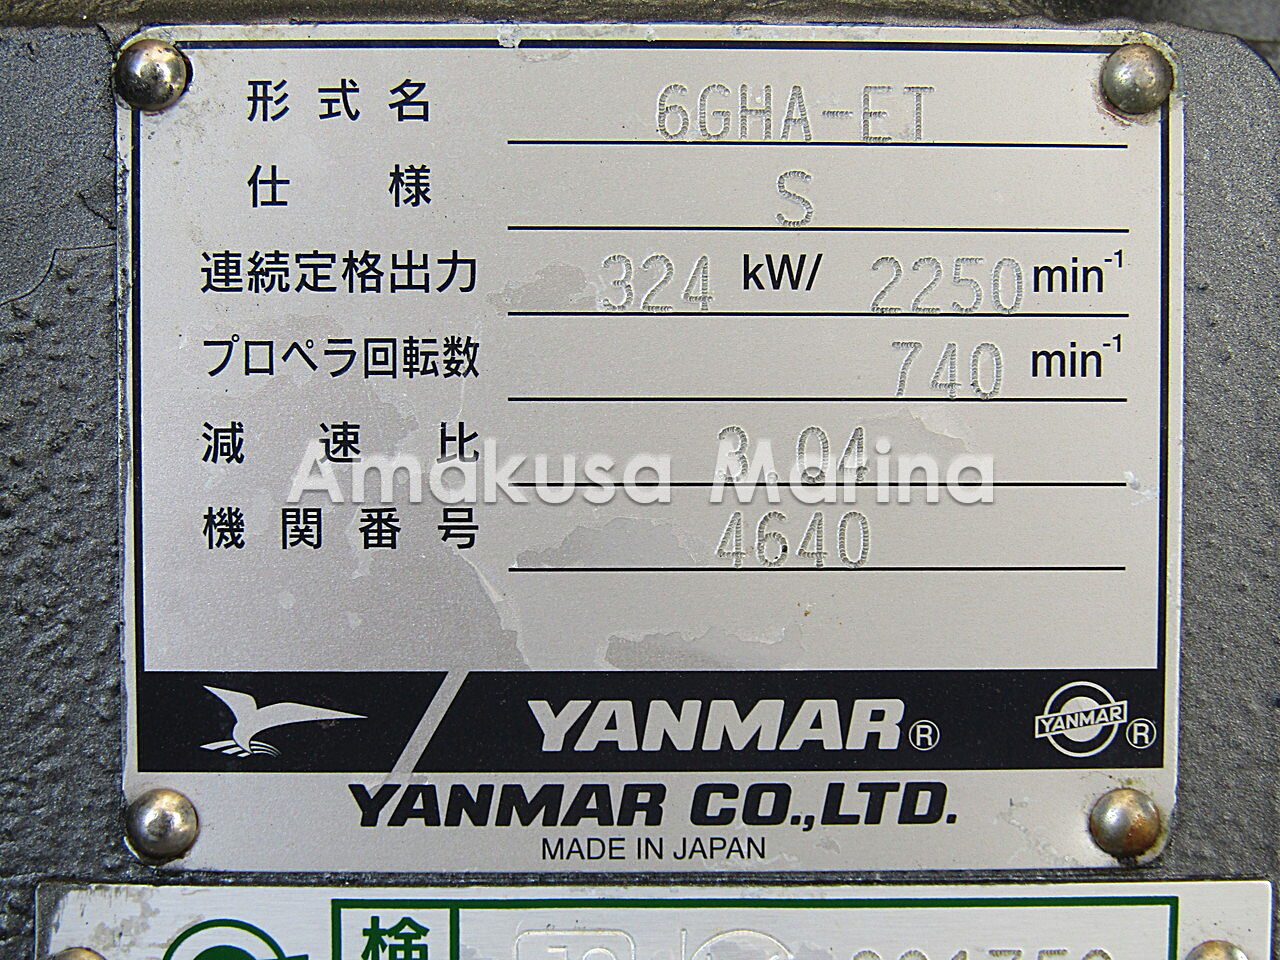 形式名 6GHA-ET
仕様 S
連続定格出力 324 kW/ 2250 min-1
プロペラ回転数 740 min-1
減速比 3.04
Amakusa Marina
機関番号 4640
YANMAR® YANMAR®
YANMAR CO.,LTD.
MADE IN JAPAN
検